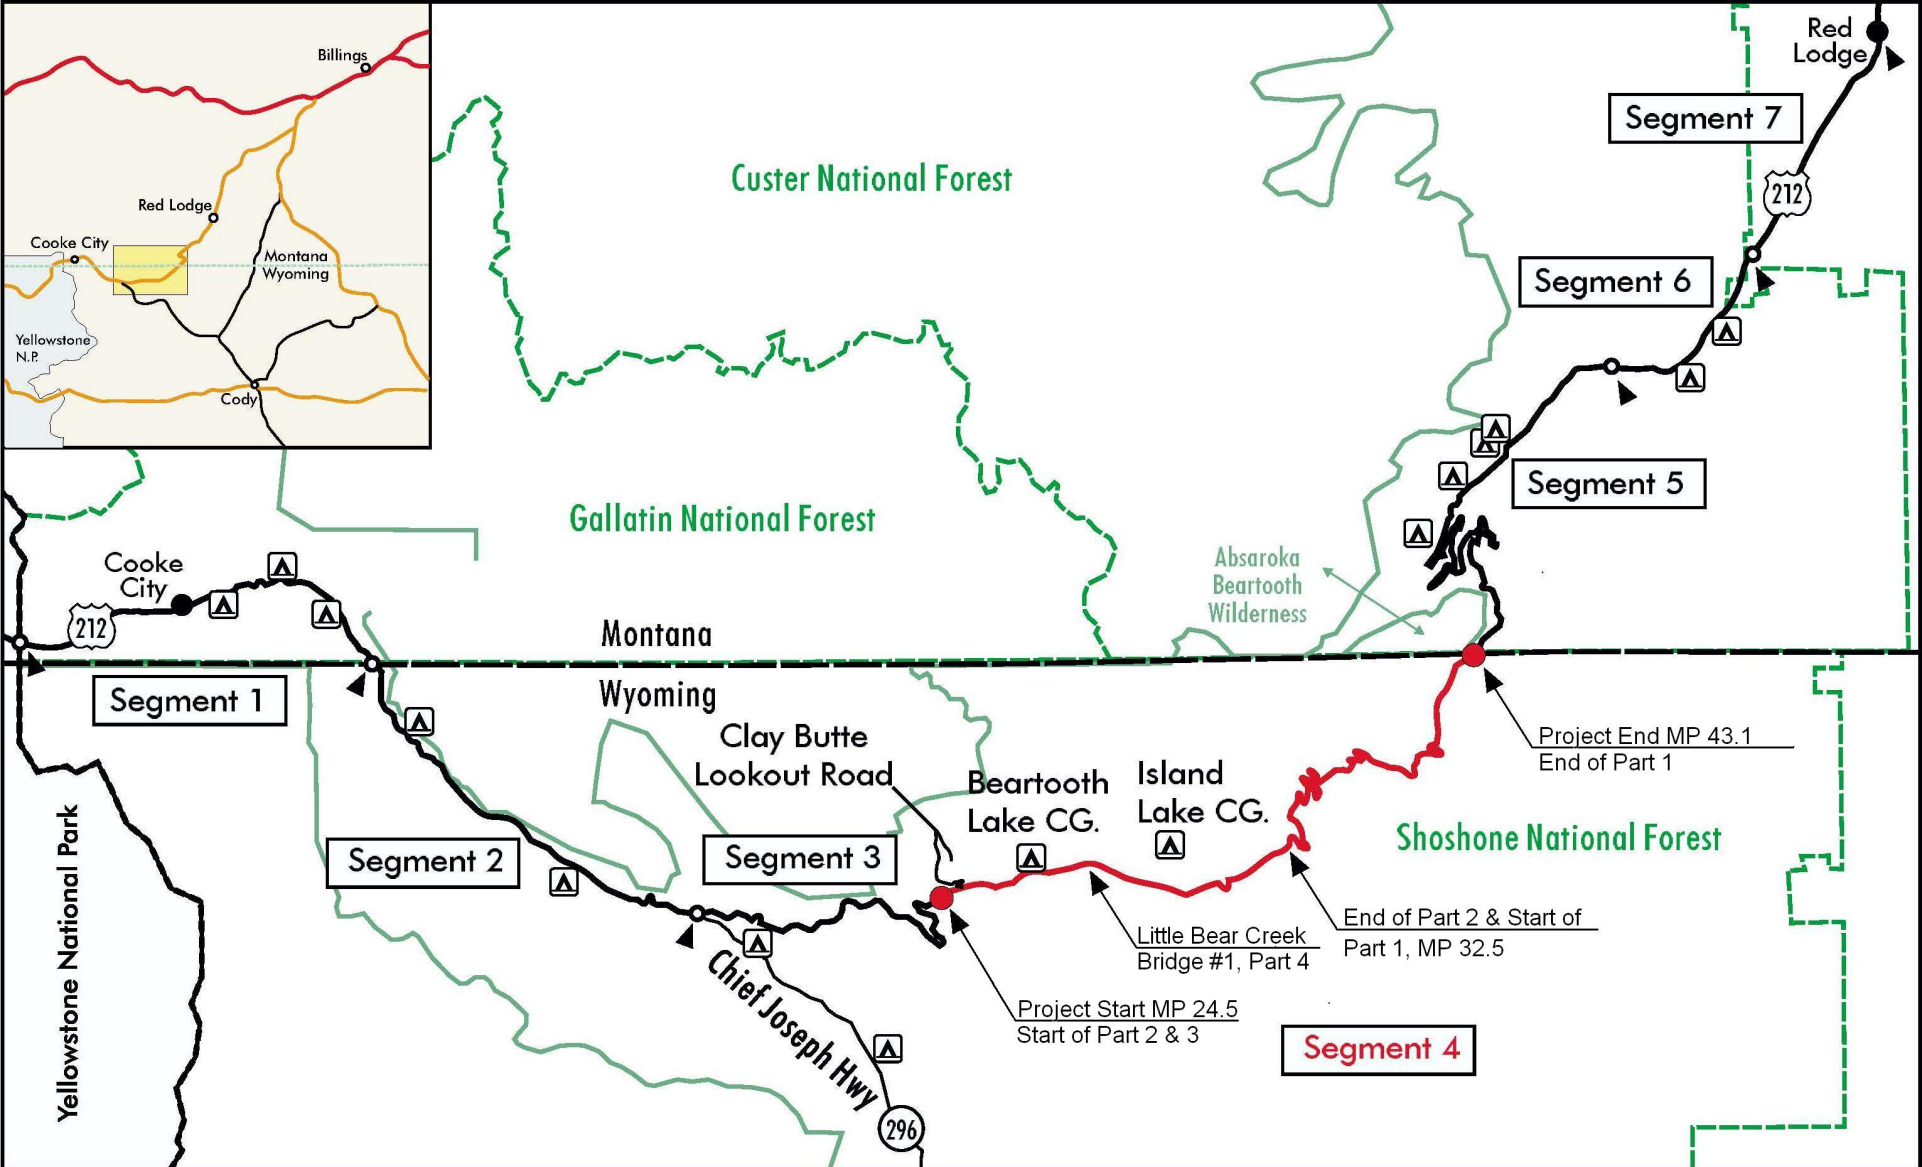 Billings
Red Lodge
Cooke City
Montana
Wyoming
Yellowstone
N.P.
Cody
Red
Lodge
Segment 7
Custer National Forest
212
Segment 6
Segment 5
Gallatin National Forest
Absaroka
Beartooth
Wilderness
Cooke
City
212
Montana
Wyoming
Segment 1
Clay Butte
Lookout Road
Beartooth
Lake CG.
Island
Lake CG.
Project End MP 43.1
End of Part 1
Shoshone National Forest
Segment 2
Segment 3
Yellowstone National Park
End of Part 2 & Start of
Part 1, MP 32.5
Little Bear Creek
Bridge #1, Part 4
Chief Joseph Hwy
Project Start MP 24.5
Start of Part 2 & 3
Segment 4
296